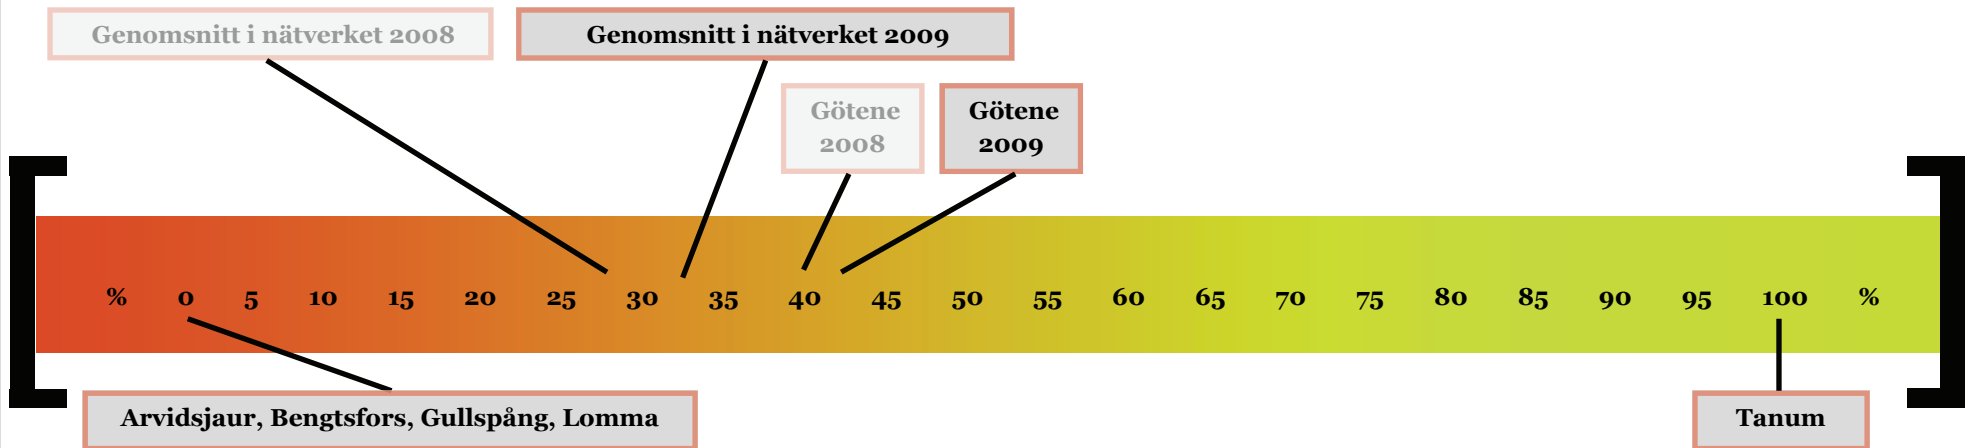 Genomsnitt i nätverket 2008
Genomsnitt i nätverket 2009
Götene
2008
Götene
2009
% 0 5 10 15 20 25 30 35 40 45 50 55 60 65 70 75 80 85 90 95 100 %
Arvidsjaur, Bengtsfors, Gullspång, Lomma
Tanum